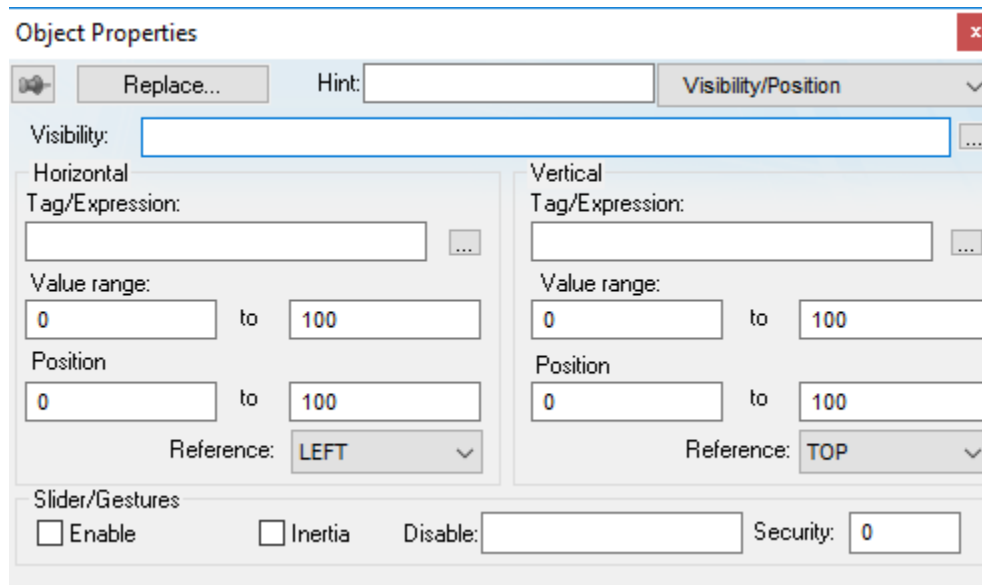 Object Properties
x
Replace... Hint: Visibility/Position
Visibility: ...
Horizontal Vertical
Tag/Expression: Tag/Expression:
... ...
Value range: Value range:
0 to 100 0 to 100
Position Position
0 to 100 0 to 100
Reference: LEFT Reference: TOP
Slider/Gestures
Enable Inertia Disable: Security: 0